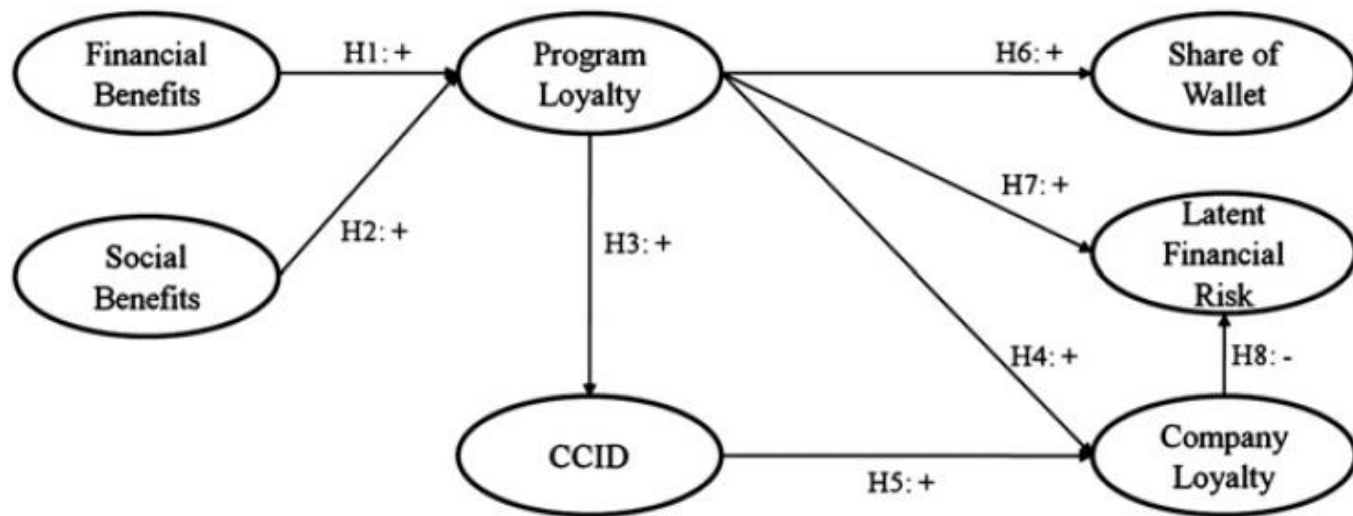 Financial
Benefits
H1: +
Program
Loyalty
H6: +
Share of
Wallet
H7: +
Latent
Financial
Risk
H2: +
Social
Benefits
H3: +
H4: +
H8: -
CCID
H5: +
Company
Loyalty